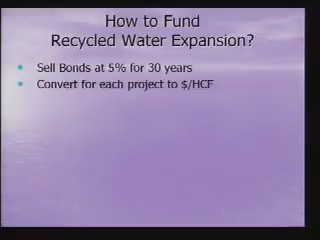 How to Fund
Recycled Water Expansion?
Sell Bonds at 5% for 30 years
Convert for each project to $/HCF